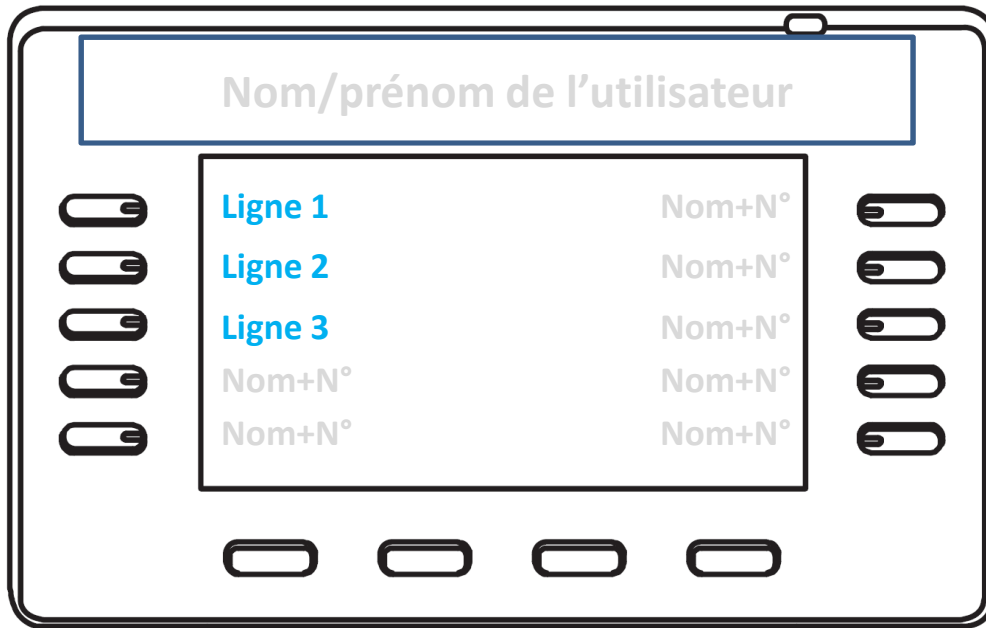 Nom/prénom de l’utilisateur
Ligne 1 Nom+N°
Ligne 2 Nom+N°
Ligne 3 Nom+N°
Nom+N° Nom+N°
Nom+N° Nom+N°